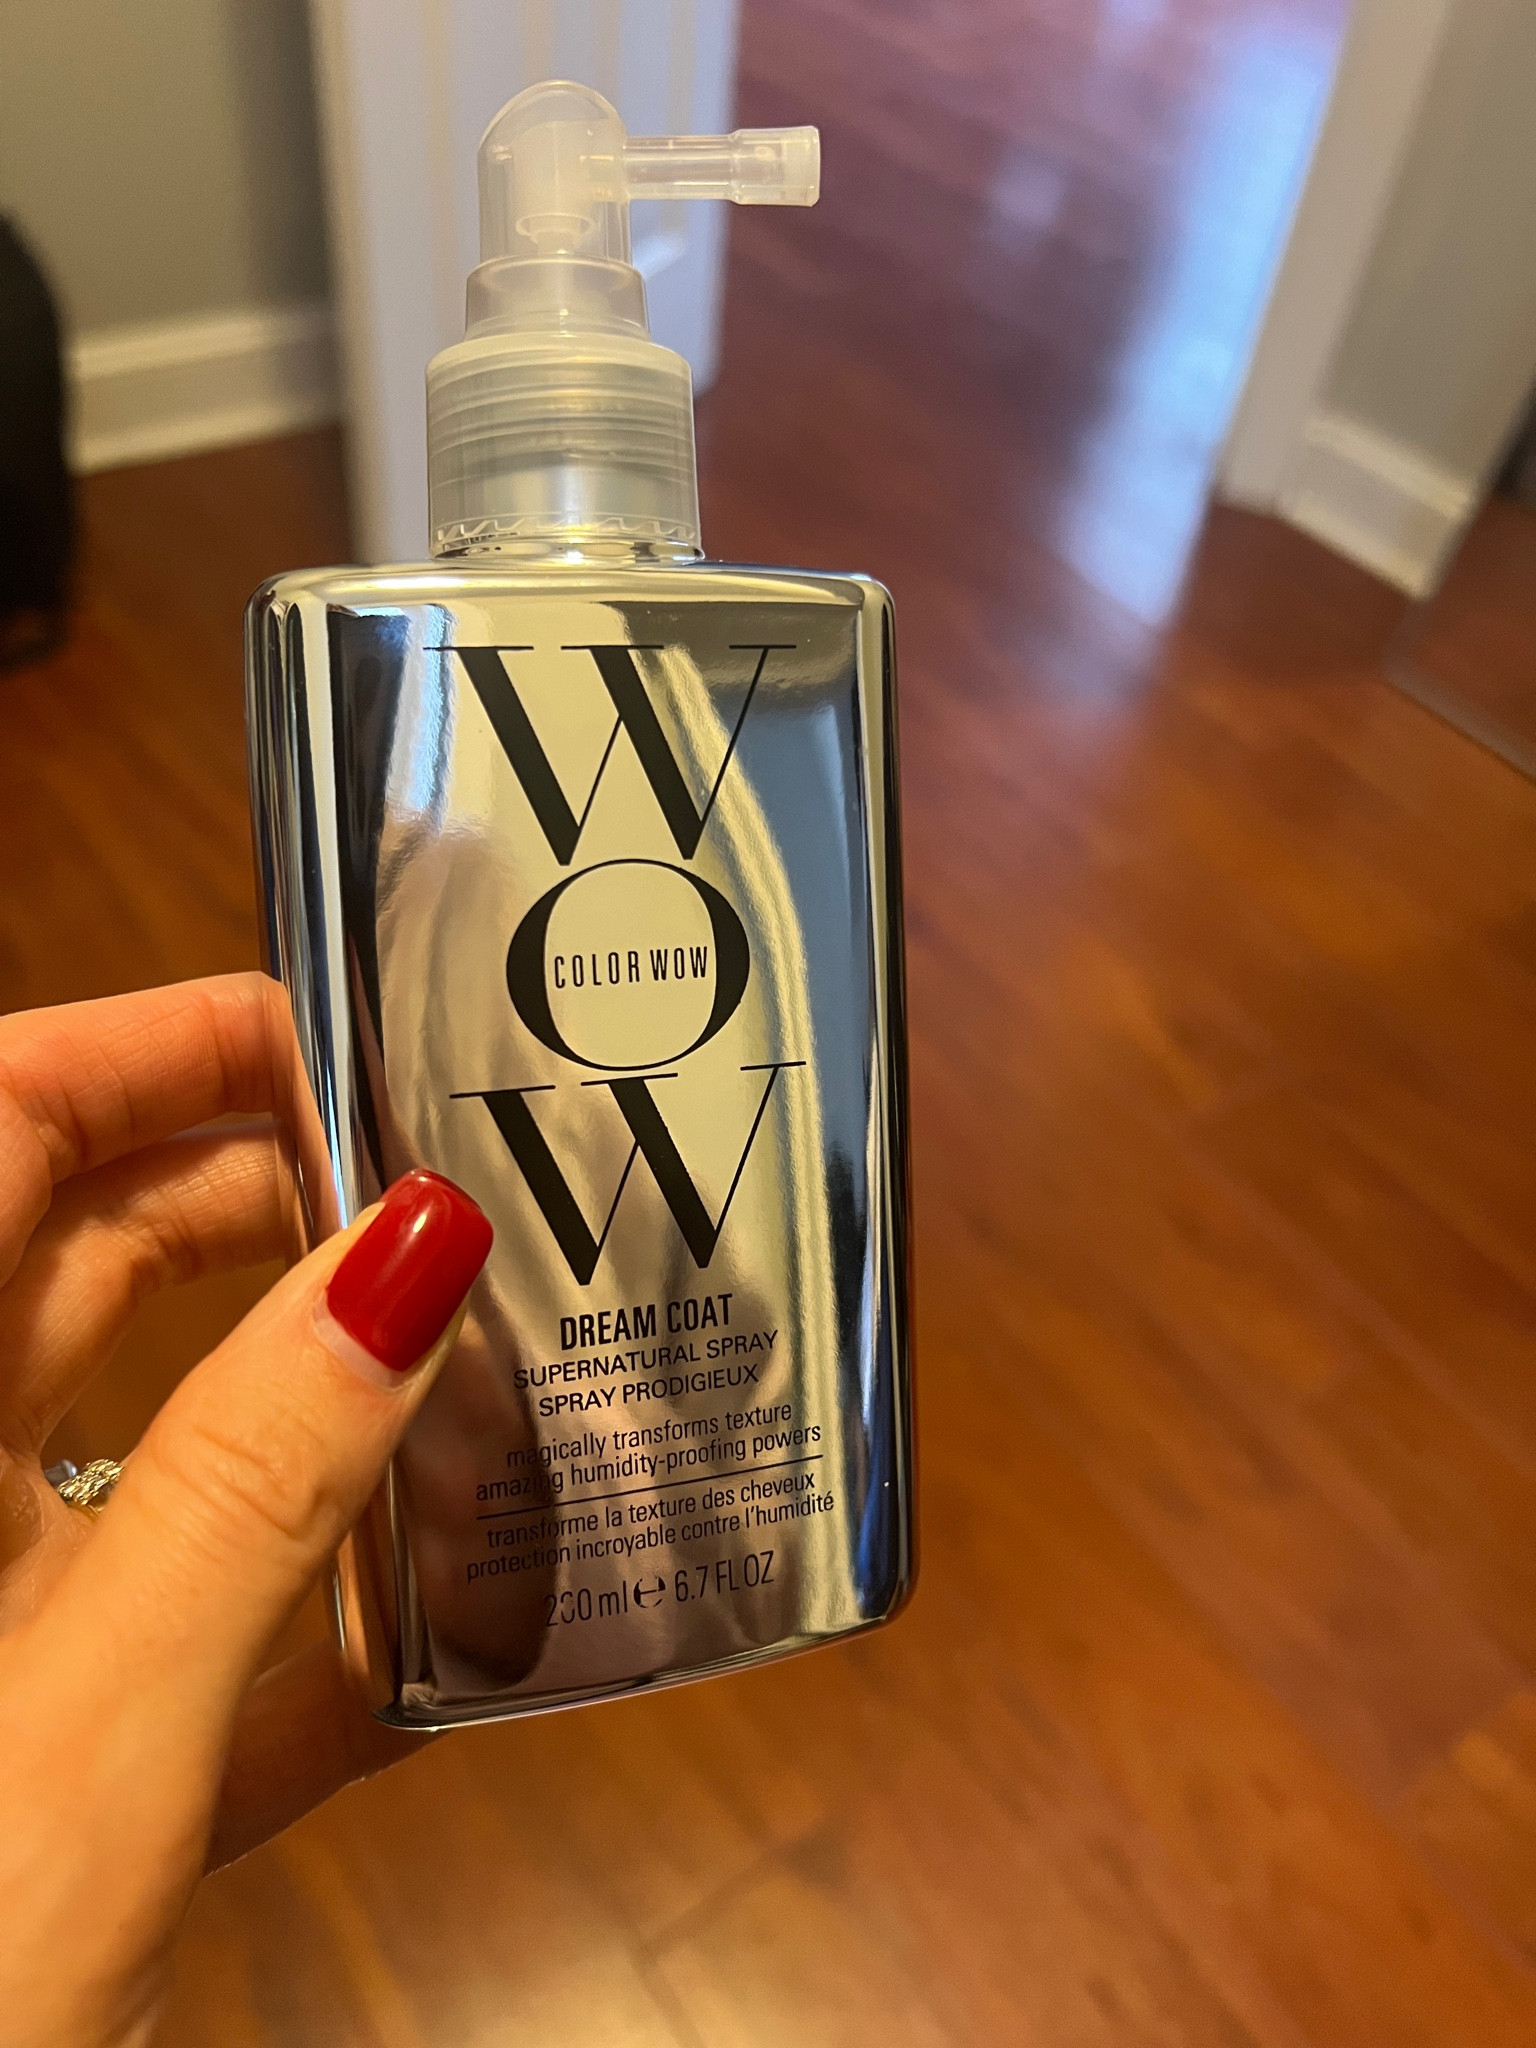 WOW
COLOR WOW
DREAM COAT
SUPERNATURAL SPRAY
SPRAY PRODIGIEUX
magically transforms texture
amazing humidity-proofing powers
transforme la texture des cheveux
protection incroyable contre l'humidité
200 ml ℮ 6.7 FL OZ